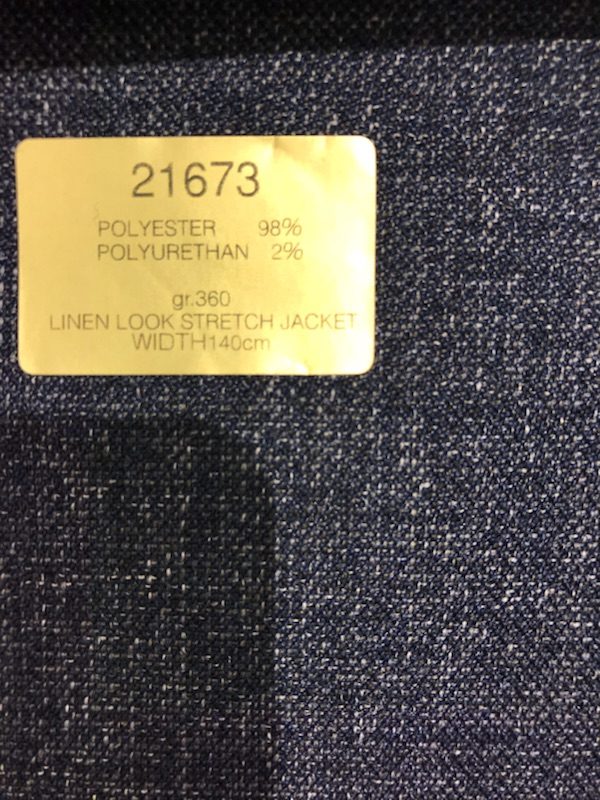 21673
POLYESTER 98%
POLYURETHAN 2%
gr.360
LINEN LOOK STRETCH JACKET
WIDTH140cm